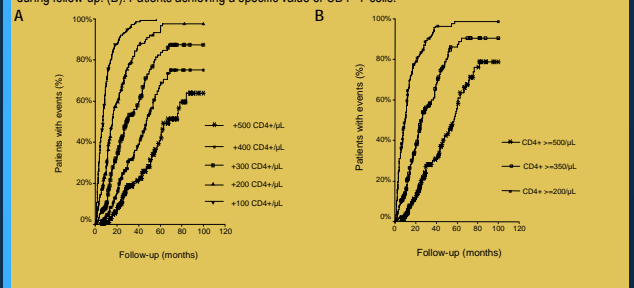 during follow-up. (B). Patients achieving a specific value of CD4+ T cells.
A
100%
80%
60%
40%
20%
0%
0 20 40 60 80 100 120
Patients with events (%)
Follow-up (months)
+500 CD4+/µL
+400 CD4+/µL
+300 CD4+/µL
+200 CD4+/µL
+100 CD4+/µL
B
100%
80%
60%
40%
20%
0%
0 20 40 60 80 100 120
Patients with events (%)
Follow-up (months)
CD4+ >=500/µL
CD4+ >=350/µL
CD4+ >=200/µL